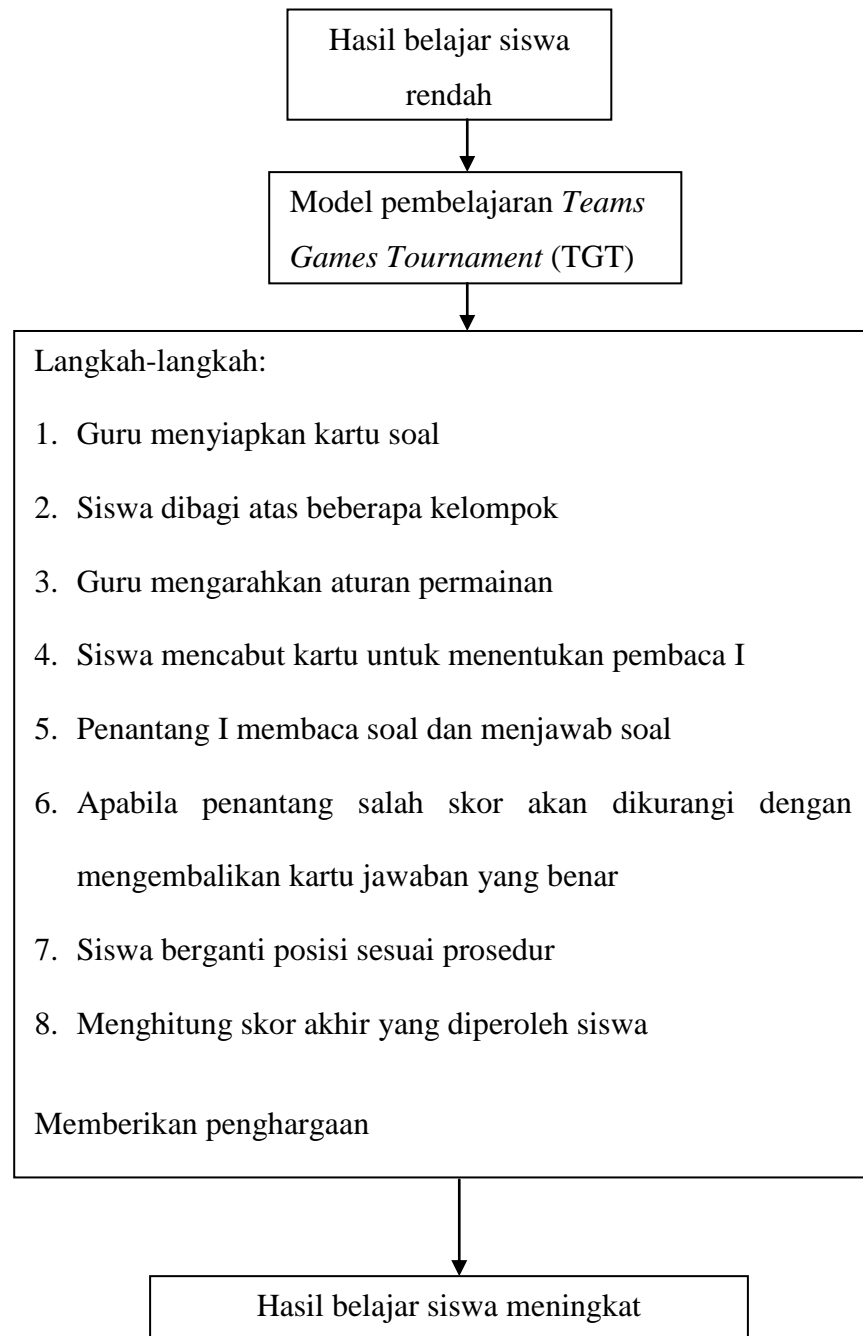 Hasil belajar siswa
rendah
Model pembelajaran Teams
Games Tournament (TGT)
Langkah-langkah:
1. Guru menyiapkan kartu soal
2. Siswa dibagi atas beberapa kelompok
3. Guru mengarahkan aturan permainan
4. Siswa mencabut kartu untuk menentukan pembaca I
5. Penantang I membaca soal dan menjawab soal
6. Apabila penantang salah skor akan dikurangi dengan
mengembalikan kartu jawaban yang benar
7. Siswa berganti posisi sesuai prosedur
8. Menghitung skor akhir yang diperoleh siswa
Memberikan penghargaan
Hasil belajar siswa meningkat